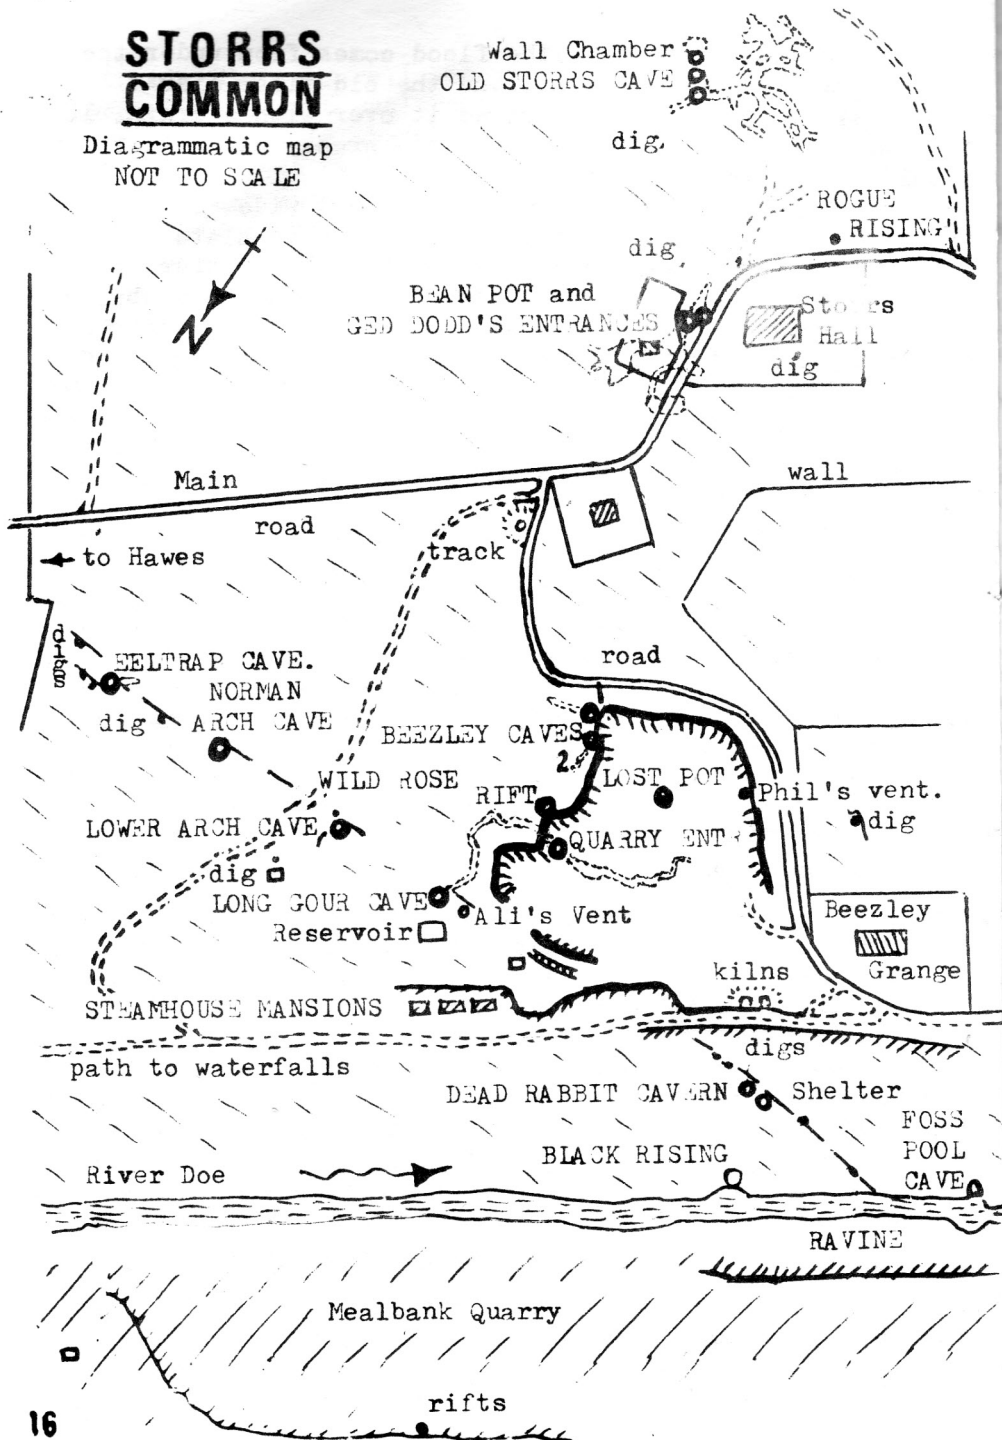 STORRS
COMMON
Diagrammatic map
NOT TO SCALE
Wall Chamber
OLD STORRS CAVE
dig.
ROGUE
RISING
dig
N
BEAN POT and
GED DODD'S ENTRANCES
Storrs
Hall
dig
Main
road
wall
to Hawes
track
digs
EELTRAP CAVE.
NORMAN
ARCH CAVE
dig
road
BEEZLEY CAVES
2.
WILD ROSE
RIFT
LOST POT
Phil's vent.
dig
LOWER ARCH CAVE
QUARRY ENT
dig
LONG GOUR CAVE
Ali's Vent
Reservoir
Beezley
Grange
kilns
STEAMHOUSE MANSIONS
path to waterfalls
digs
DEAD RABBIT CAVERN
Shelter
FOSS
POOL
CAVE
BLACK RISING
River Doe
RAVINE
Mealbank Quarry
rifts
16